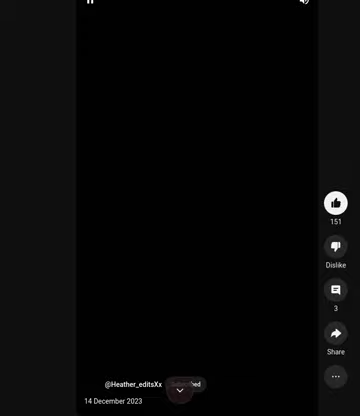 151
Dislike
3
Share
@Heather_editsXx
14 December 2023